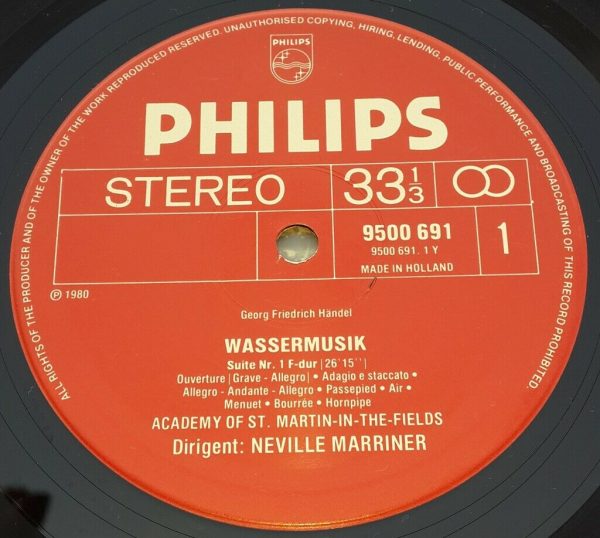 ALL RIGHTS OF THE PRODUCER AND OF THE OWNER OF THE WORK REPRODUCED RESERVED. UNAUTHORISED COPYING, HIRING, LENDING, PUBLIC PERFORMANCE AND BROADCASTING OF THIS RECORD PROHIBITED.
PHILIPS
PHILIPS
STEREO 33 1/3
9500 691 1
9500 691. 1 Y
MADE IN HOLLAND
℗ 1980
Georg Friedrich Händel
WASSERMUSIK
Suite Nr. 1 F-dur [26'15'']
Ouverture [Grave - Allegro] • Adagio e staccato •
Allegro - Andante - Allegro • Passepied • Air •
Menuet • Bourrée • Hornpipe
ACADEMY OF ST. MARTIN-IN-THE-FIELDS
Dirigent: NEVILLE MARRINER